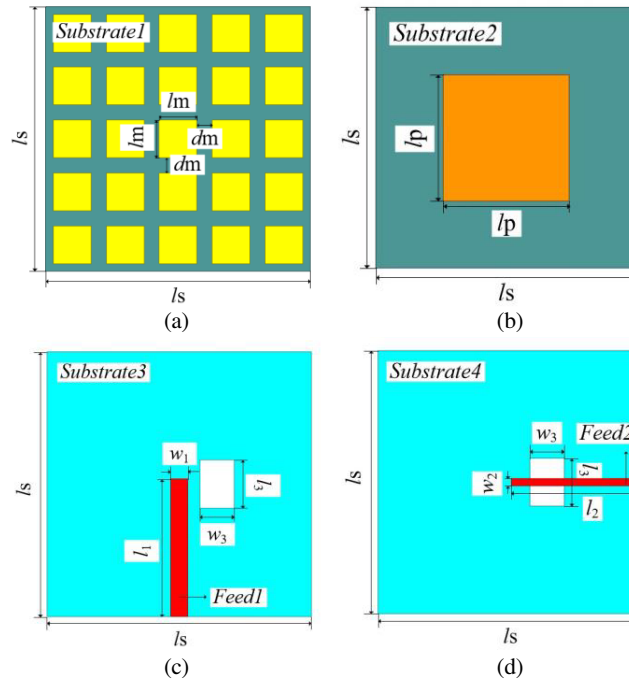 Substrate1
lm
lm
dm
dm
ls
ls
(a)
Substrate2
lp
lp
ls
(b)
Substrate3
w1
l3
w3
l1
Feed1
ls
ls
(c)
Substrate4
w3
Feed2
w2
l3
l2
ls
ls
(d)